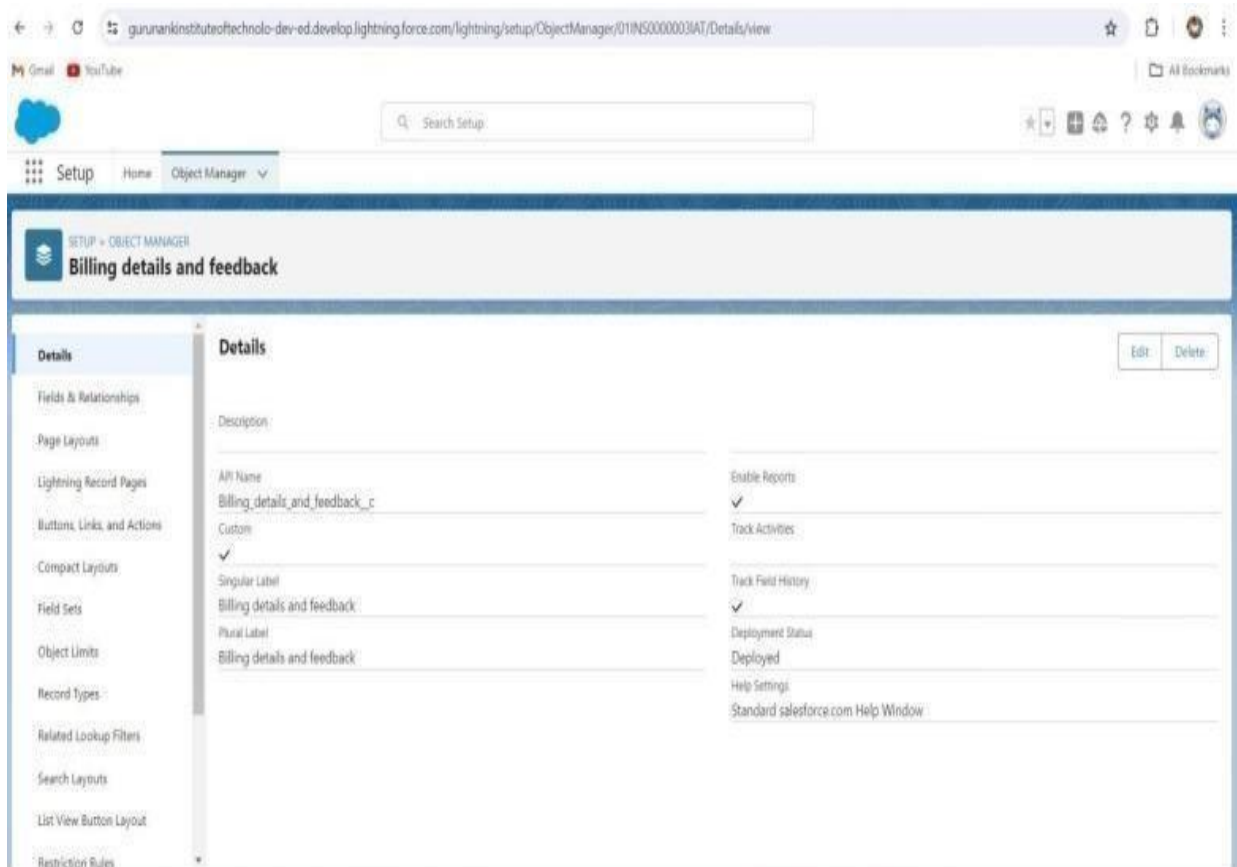 gurunankinstituteoftechnolo-dev-ed.develop.lightning.force.com/lightning/setup/ObjectManager/01INS0000003IAT/Details/view
Gmail YouTube All Bookmarks
Search Setup
Setup Home Object Manager
SETUP > OBJECT MANAGER
Billing details and feedback
Details
Fields & Relationships
Page Layouts
Lightning Record Pages
Buttons, Links, and Actions
Compact Layouts
Field Sets
Object Limits
Record Types
Related Lookup Filters
Search Layouts
List View Button Layout
Restriction Rules
Details
Edit Delete
Description
API Name
Billing_details_and_feedback__c
Custom
Singular Label
Billing details and feedback
Plural Label
Billing details and feedback
Enable Reports
Track Activities
Track Field History
Deployment Status
Deployed
Help Settings
Standard salesforce.com Help Window